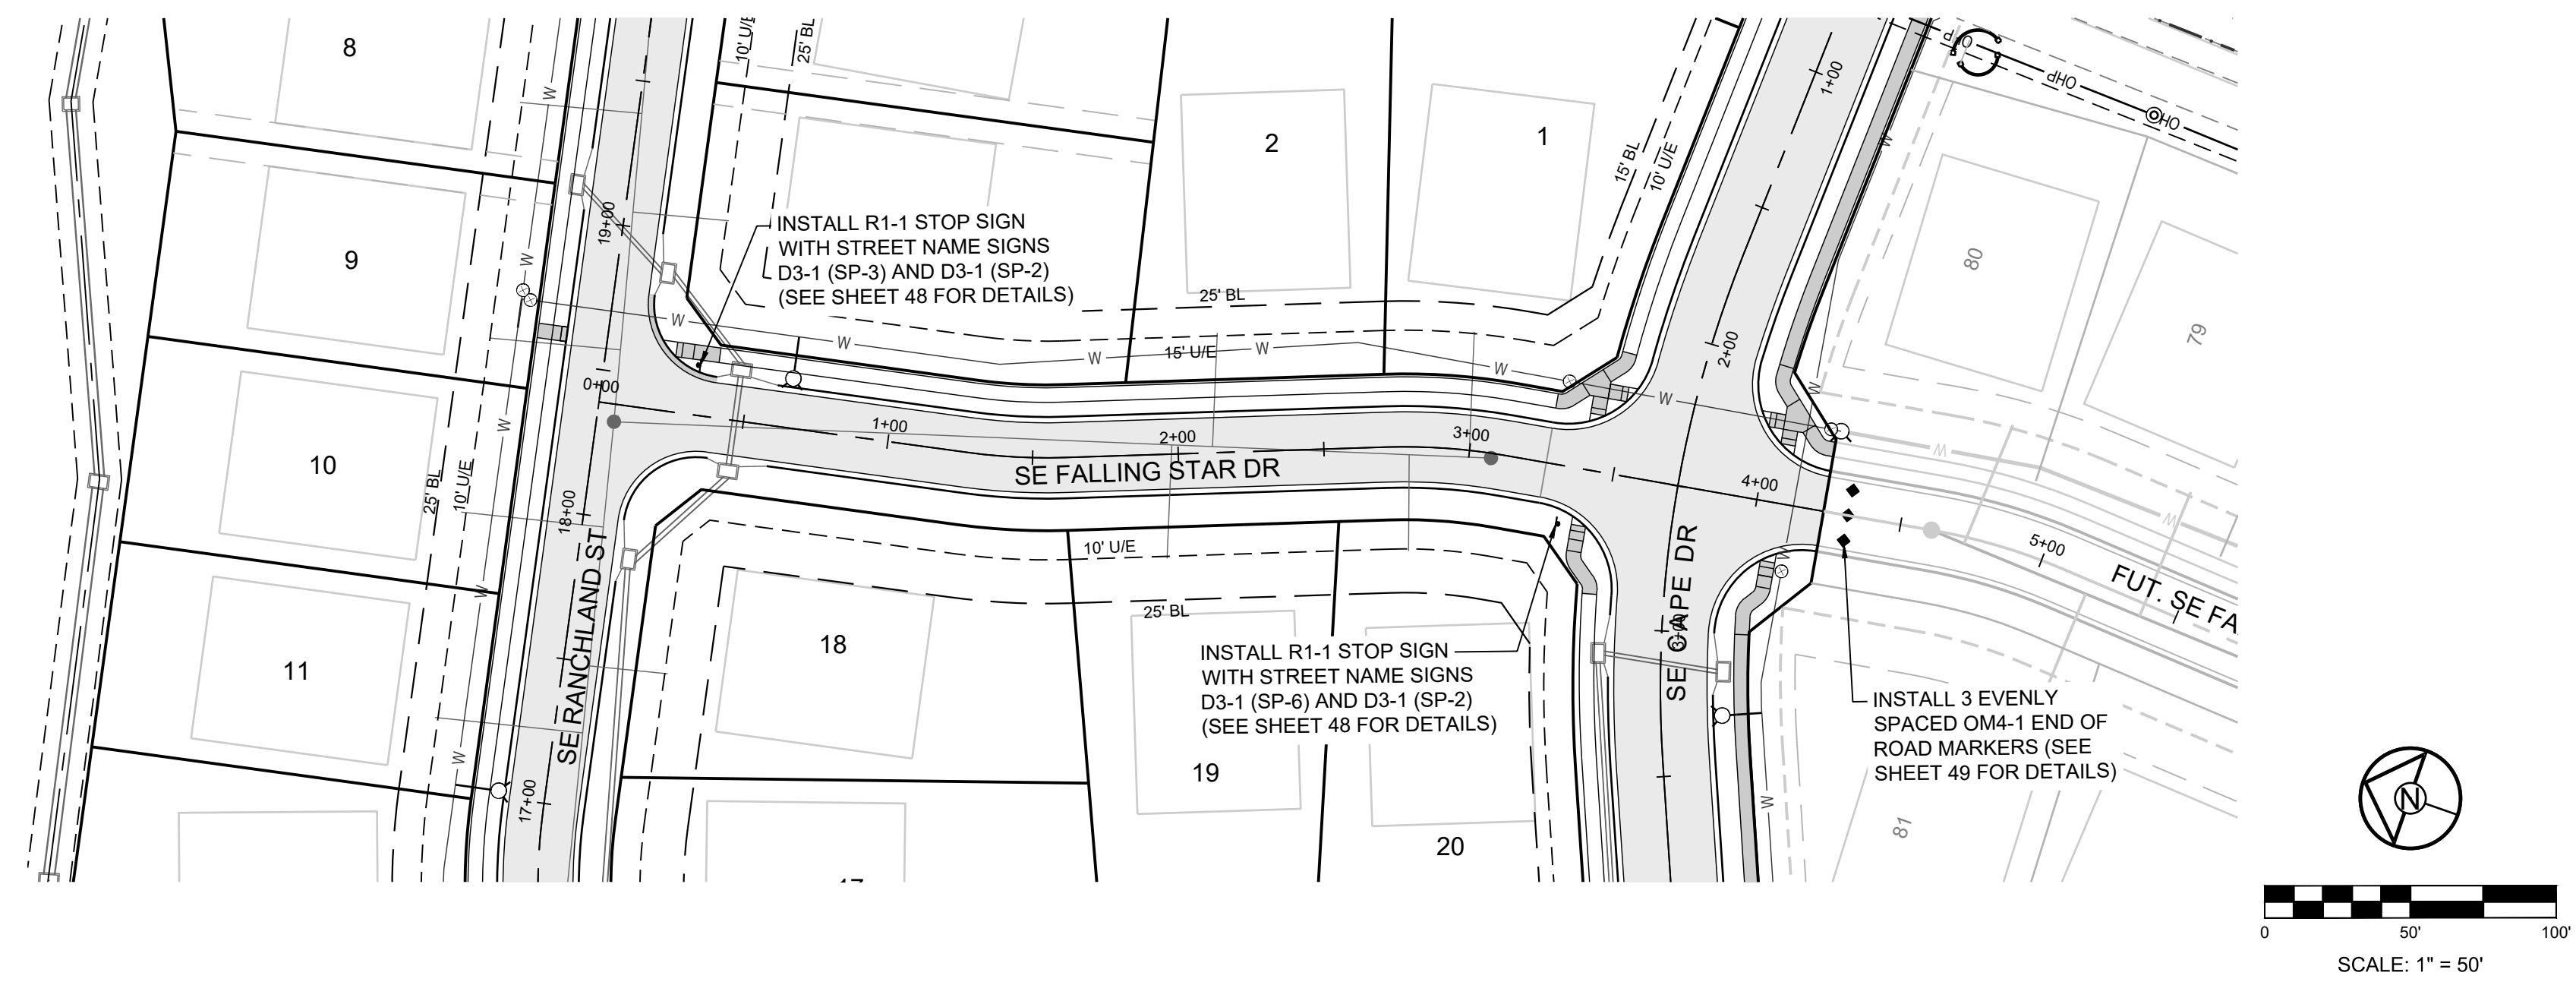 8
10' U/E
25' BL
2
1
15' BL
10' U/E
1+00
OHP
OHP
W
W
9
W
19+00
INSTALL R1-1 STOP SIGN
WITH STREET NAME SIGNS
D3-1 (SP-3) AND D3-1 (SP-2)
(SEE SHEET 48 FOR DETAILS)
80
79
25' BL
W
W
W
15' U/E
W
W
W
W
2+00
0+00
10
W
25' BL
10' U/E
1+00
2+00
3+00
4+00
SE FALLING STAR DR
W
W
W
18+00
SE RANCHLAND ST
10' U/E
25' BL
5+00
FUT. SE FA
W
11
18
SE CAPE DR
3+00
INSTALL R1-1 STOP SIGN
WITH STREET NAME SIGNS
D3-1 (SP-6) AND D3-1 (SP-2)
(SEE SHEET 48 FOR DETAILS)
INSTALL 3 EVENLY
SPACED OM4-1 END OF
ROAD MARKERS (SEE
SHEET 49 FOR DETAILS)
W
17+00
19
20
W
81
N
0
50'
100'
SCALE: 1" = 50'